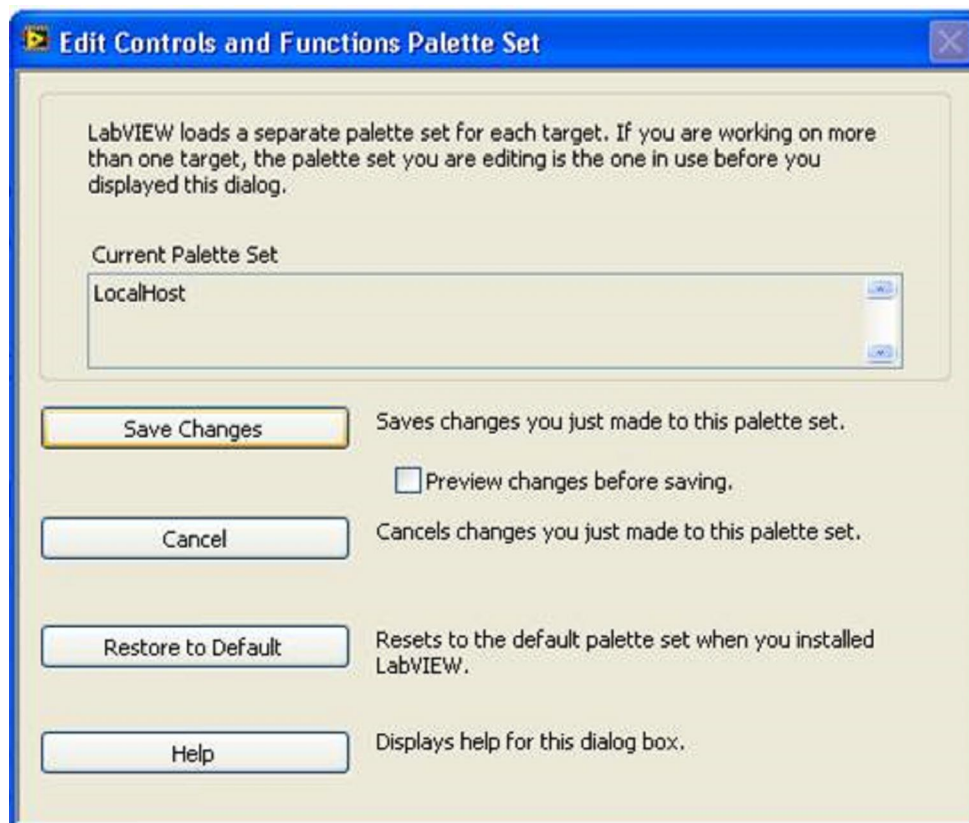 Edit Controls and Functions Palette Set
LabVIEW loads a separate palette set for each target. If you are working on more
than one target, the palette set you are editing is the one in use before you
displayed this dialog.
Current Palette Set
LocalHost
Save Changes
Saves changes you just made to this palette set.
Preview changes before saving.
Cancel
Cancels changes you just made to this palette set.
Restore to Default
Resets to the default palette set when you installed
LabVIEW.
Help
Displays help for this dialog box.